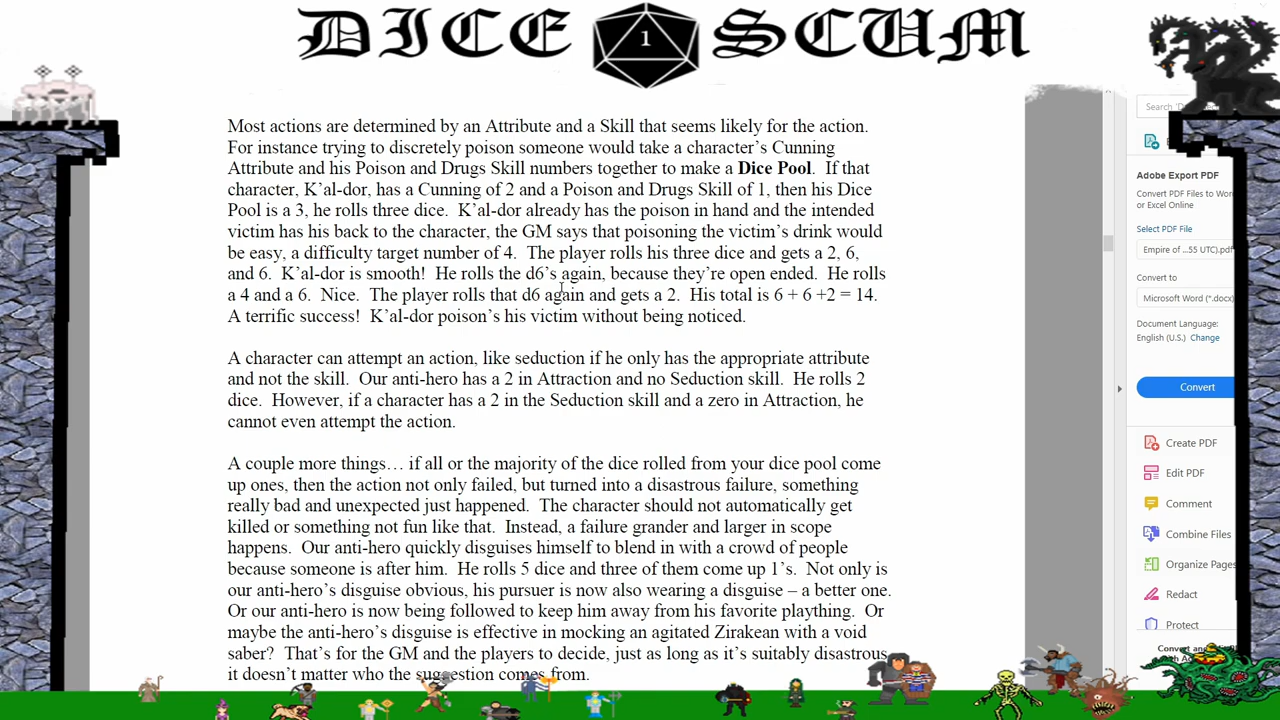 DICE 1 SCUM
Most actions are determined by an Attribute and a Skill that seems likely for the action.
For instance trying to discretely poison someone would take a character's Cunning
Attribute and his Poison and Drugs Skill numbers together to make a Dice Pool.  If that
character, K'al-dor, has a Cunning of 2 and a Poison and Drugs Skill of 1, then his Dice
Pool is a 3, he rolls three dice.  K'al-dor already has the poison in hand and the intended
victim has his back to the character, the GM says that poisoning the victim's drink would
be easy, a difficulty target number of 4.  The player rolls his three dice and gets a 2, 6,
and 6.  K'al-dor is smooth!  He rolls the d6's again, because they're open ended.  He rolls
a 4 and a 6.  Nice.  The player rolls that d6 again and gets a 2.  His total is 6 + 6 +2 = 14.
A terrific success!  K'al-dor poison's his victim without being noticed.
A character can attempt an action, like seduction if he only has the appropriate attribute
and not the skill.  Our anti-hero has a 2 in Attraction and no Seduction skill.  He rolls 2
dice.  However, if a character has a 2 in the Seduction skill and a zero in Attraction, he
cannot even attempt the action.
A couple more things… if all or the majority of the dice rolled from your dice pool come
up ones, then the action not only failed, but turned into a disastrous failure, something
really bad and unexpected just happened.  The character should not automatically get
killed or something not fun like that.  Instead, a failure grander and larger in scope
happens.  Our anti-hero quickly disguises himself to blend in with a crowd of people
because someone is after him.  He rolls 5 dice and three of them come up 1's.  Not only is
our anti-hero's disguise obvious, his pursuer is now also wearing a disguise – a better one.
Or our anti-hero is now being followed to keep him away from his favorite plaything.  Or
maybe the anti-hero's disguise is effective in mocking an agitated Zirakean with a void
saber?  That's for the GM and the players to decide, just as long as it's suitably disastrous
it doesn't matter who the suggestion comes from.
Search
Adobe Export PDF
Convert PDF Files to Wor
or Excel Online
Select PDF File
Empire of ...55 UTC).pdf
Convert to
Microsoft Word (*.docx)
Document Language:
English (U.S.) Change
Convert
Create PDF
Edit PDF
Comment
Combine Files
Organize Pages
Redact
Protect
Convert